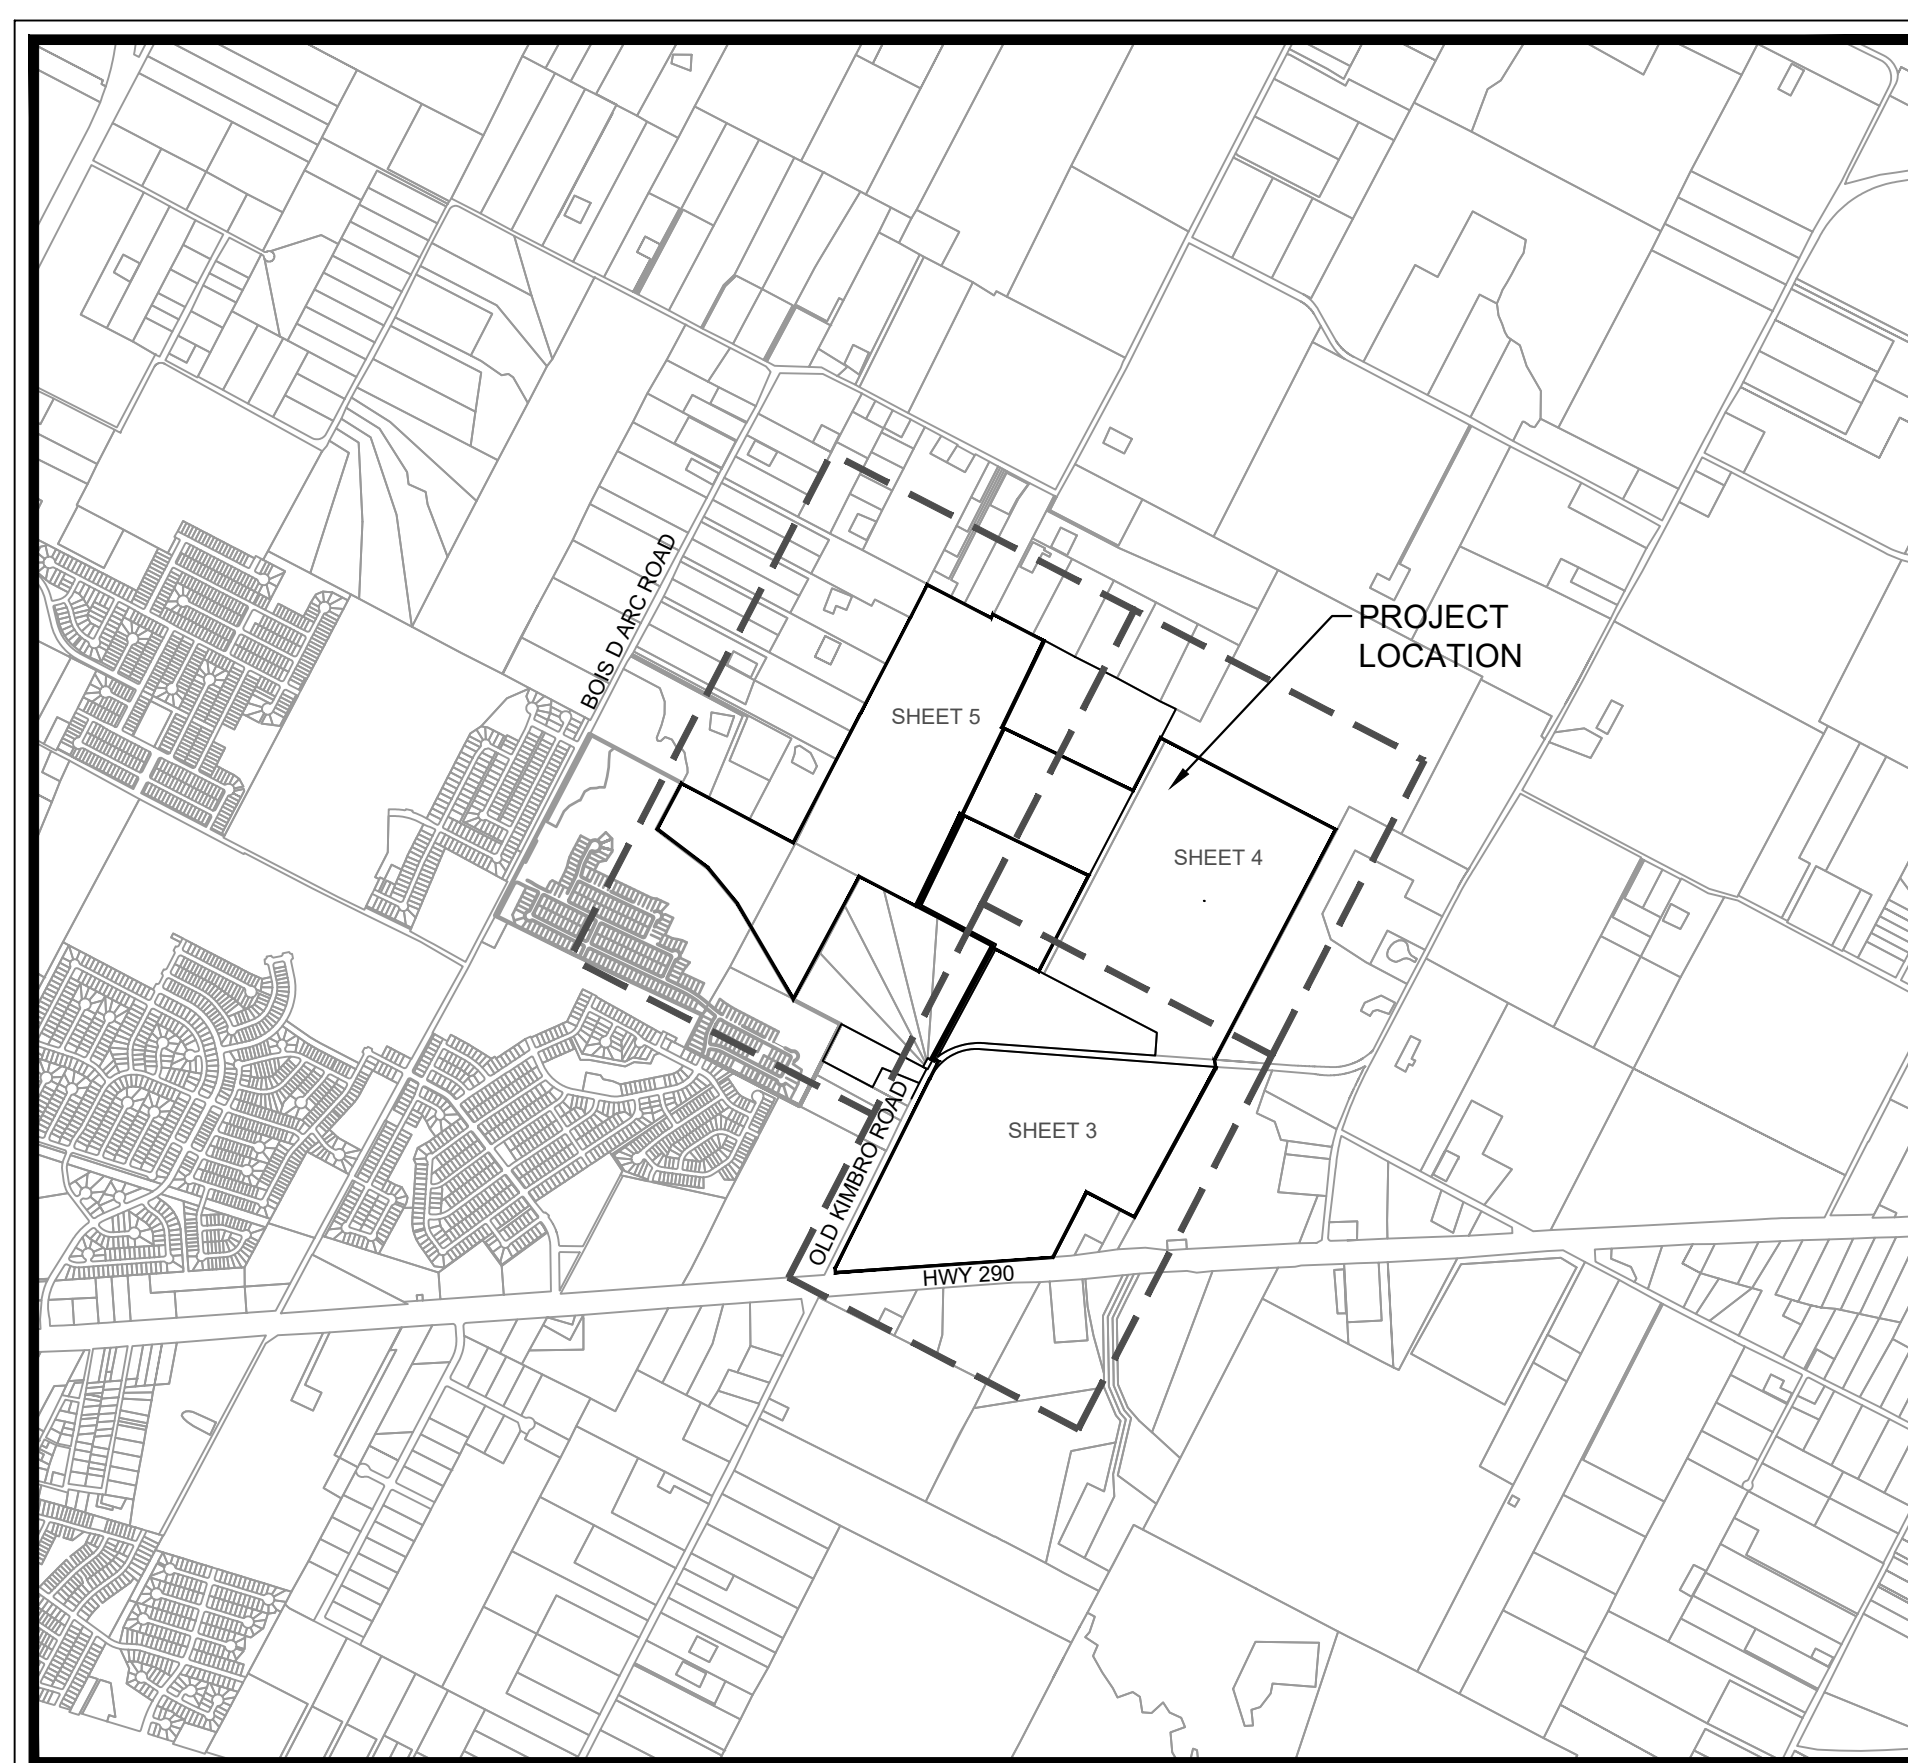 BOIS D ARC ROAD
PROJECT
LOCATION
SHEET 5
SHEET 4
SHEET 3
OLD KIMBRO ROAD
HWY 290